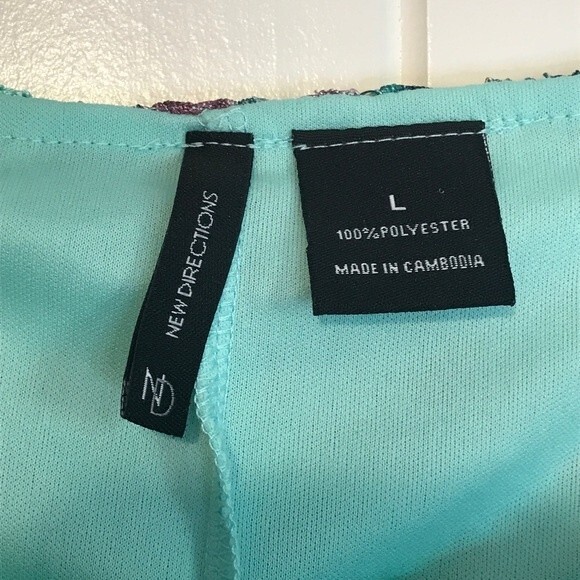 ND
NEW DIRECTIONS
L
100%POLYESTER
MADE IN CAMBODIA